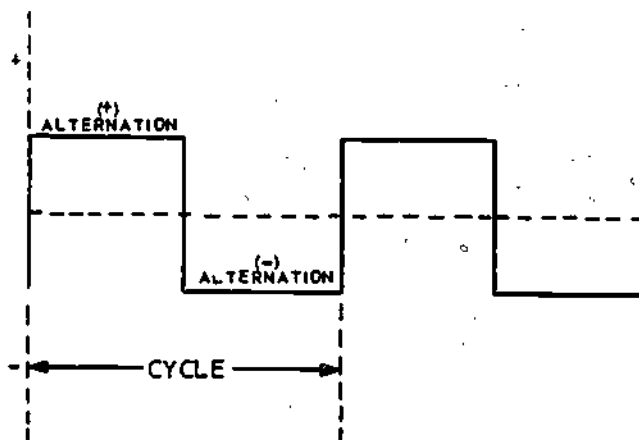 +
(+)
ALTERNATION
(-)
ALTERNATION
-
CYCLE